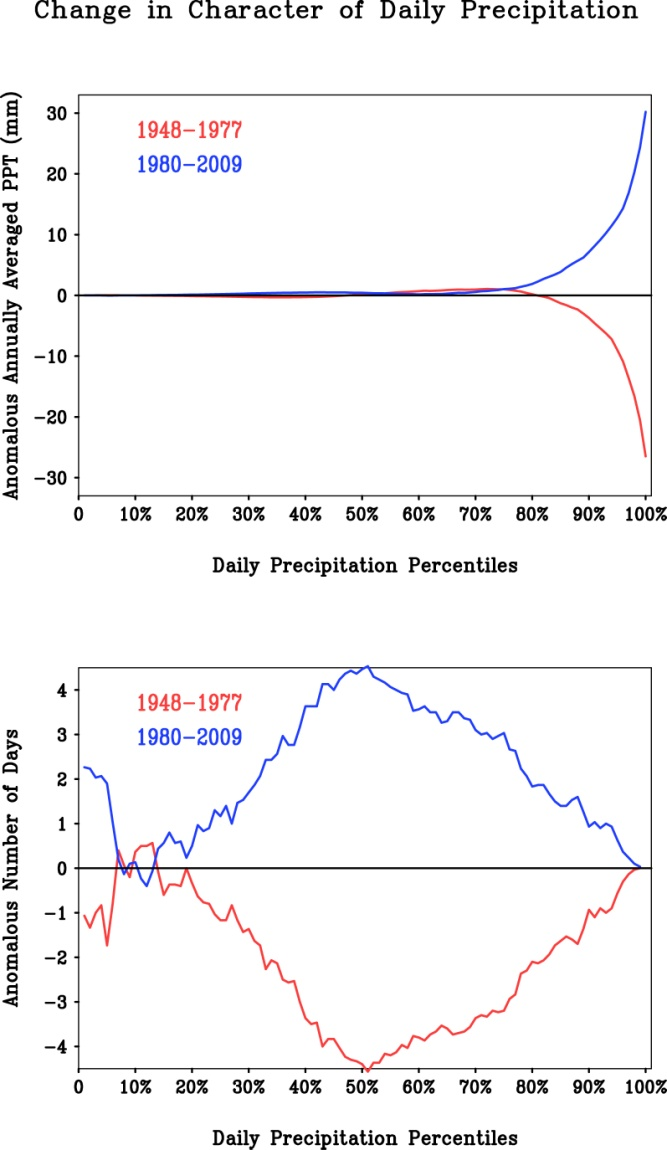 Change in Character of Daily Precipitation
Anomalous Annually Averaged PPT (mm)
1948-1977
1980-2009
30
20
10
0
-10
-20
-30
0 10% 20% 30% 40% 50% 60% 70% 80% 90% 100%
Daily Precipitation Percentiles
Anomalous Number of Days
1948-1977
1980-2009
4
3
2
1
0
-1
-2
-3
-4
0 10% 20% 30% 40% 50% 60% 70% 80% 90% 100%
Daily Precipitation Percentiles